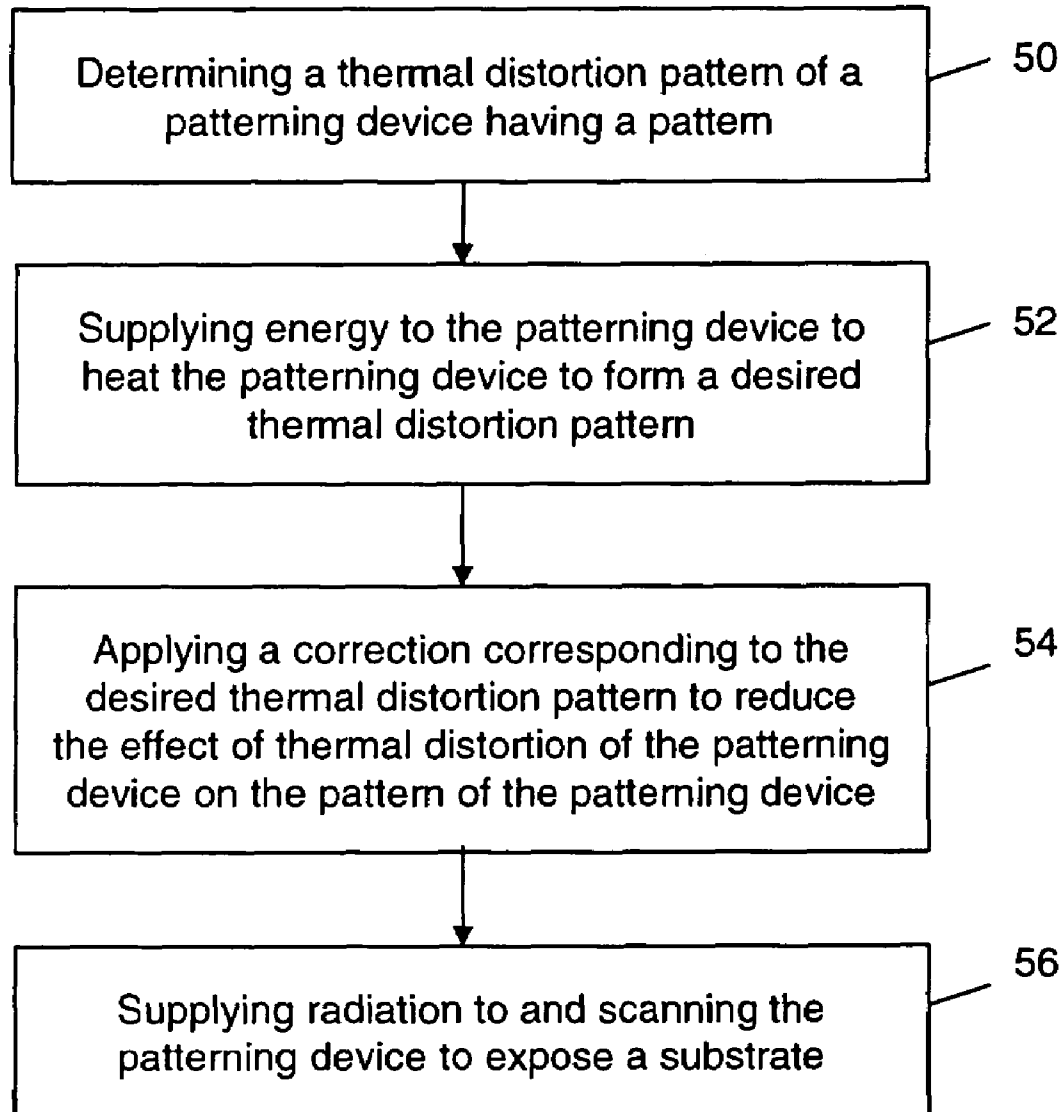 Determining a thermal distortion pattern of a
patterning device having a pattern
50
Supplying energy to the patterning device to
heat the patterning device to form a desired
thermal distortion pattern
52
Applying a correction corresponding to the
desired thermal distortion pattern to reduce
the effect of thermal distortion of the patterning
device on the pattern of the patterning device
54
Supplying radiation to and scanning the
patterning device to expose a substrate
56